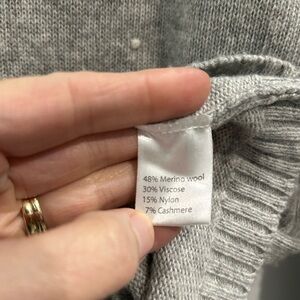 48% Merino wool
30% Viscose
15% Nylon
7% Cashmere